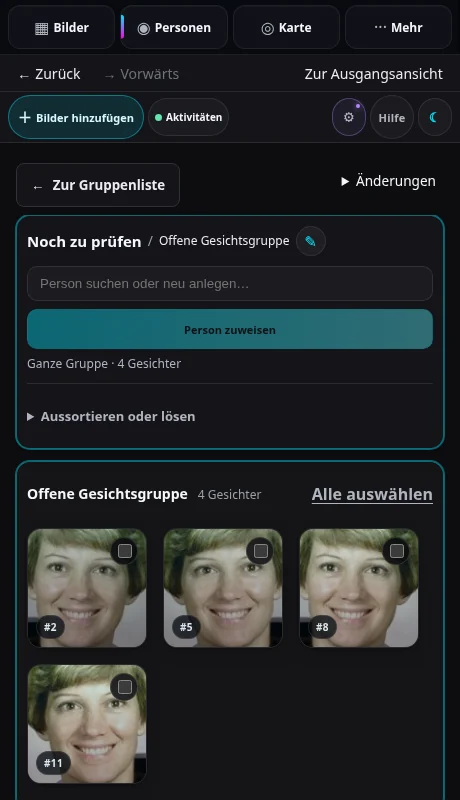 Bilder
Personen
Karte
Mehr
← Zurück
→ Vorwärts
Zur Ausgangsansicht
+ Bilder hinzufügen
Aktivitäten
Hilfe
← Zur Gruppenliste
▶ Änderungen
Noch zu prüfen / Offene Gesichtsgruppe
Person suchen oder neu anlegen…
Person zuweisen
Ganze Gruppe · 4 Gesichter
▶ Aussortieren oder lösen
Offene Gesichtsgruppe 4 Gesichter
Alle auswählen
#2
#5
#8
#11